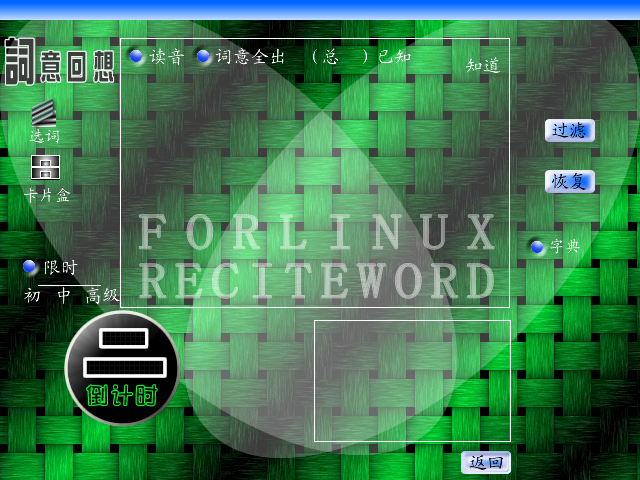 詞意回想
读音 词意全出 （总 ）已知 知道
选词
过滤
卡片盒
恢复
FORLINUX
字典
限时
RECITEWORD
初 中 高级
倒计时
返回